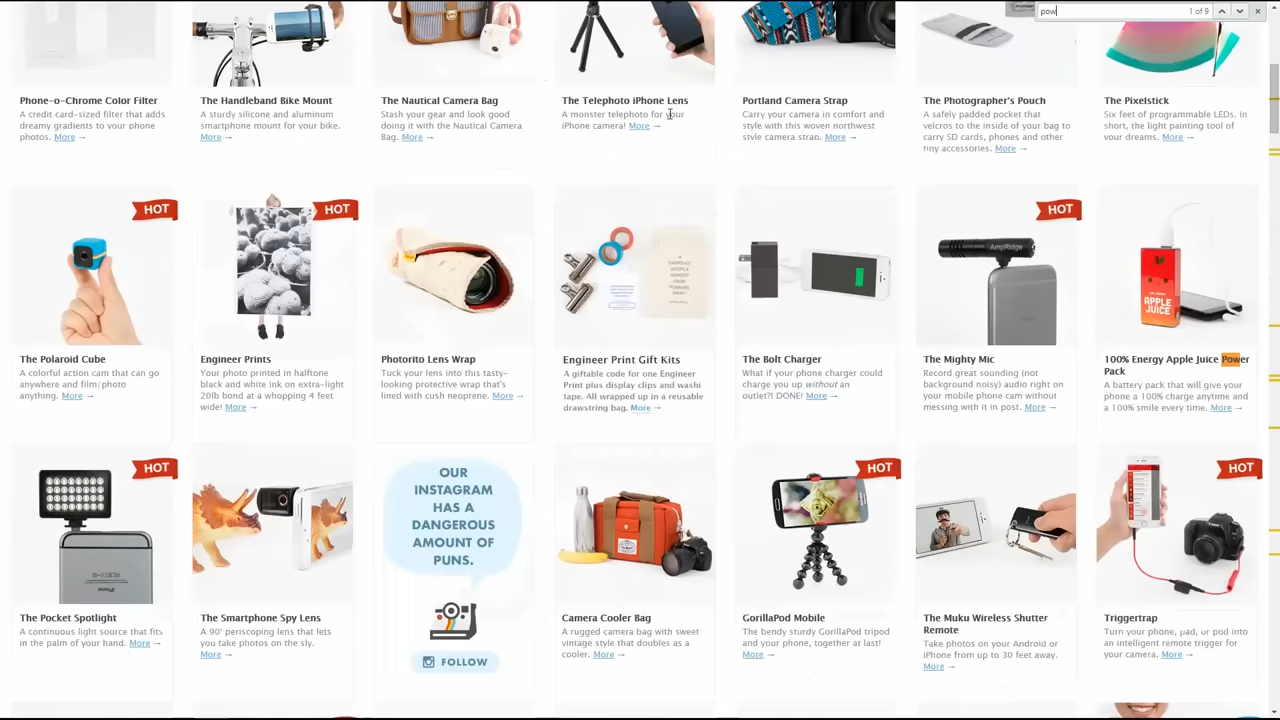 pow
1 of 9
Phone-o-Chrome Color Filter
A credit card-sized filter that adds
dreamy gradients to your phone
photos. More →
The Handleband Bike Mount
A sturdy silicone and aluminum
smartphone mount for your bike.
More →
The Nautical Camera Bag
Stash your gear and look good
doing it with the Nautical Camera
Bag. More →
The Telephoto iPhone Lens
A monster telephoto for your
iPhone camera! More →
Portland Camera Strap
Carry your camera in comfort and
style with this woven northwest
style camera strap. More →
The Photographer's Pouch
A safely padded pocket that
velcros to the inside of your bag to
carry SD cards, phones and other
tiny accessories. More →
The Pixelstick
Six feet of programmable LEDs. In
short, the light painting tool of
your dreams. More →
HOT
The Polaroid Cube
A colorful action cam that can go
anywhere and film/photo
anything. More →
HOT
Engineer Prints
Your photo printed in halftone
black and white ink on extra-light
20lb bond at a whopping 4 feet
wide! More →
Photorito Lens Wrap
Tuck your lens into this tasty-
looking protective wrap that's
lined with cush neoprene. More →
Engineer Print Gift Kits
A giftable code for one Engineer
Print plus display clips and washi
tape. All wrapped up in a reusable
drawstring bag. More →
The Bolt Charger
What if your phone charger could
charge you up without an
outlet?! DONE! More →
HOT
AmpRidge
The Mighty Mic
Record great sounding (not
background noisy) audio right on
your mobile phone cam without
messing with it in post. More →
APPLE
JUICE
100% Energy Apple Juice Power
Pack
A battery pack that will give your
phone a 100% charge anytime and
a 100% smile every time. More →
HOT
The Pocket Spotlight
A continuous light source that fits
in the palm of your hand. More →
The Smartphone Spy Lens
A 90˚ periscoping lens that lets
you take photos on the sly.
More →
OUR
INSTAGRAM
HAS A
DANGEROUS
AMOUNT OF
PUNS.
FOLLOW
Camera Cooler Bag
A rugged camera bag with sweet
vintage style that doubles as a
cooler. More →
HOT
GorillaPod Mobile
The bendy sturdy GorillaPod tripod
and your phone, together at last!
More →
The Muku Wireless Shutter
Remote
Take photos on your Android or
iPhone from up to 30 feet away.
More →
HOT
Triggertrap
Turn your phone, pad, or pod into
an intelligent remote trigger for
your camera. More →